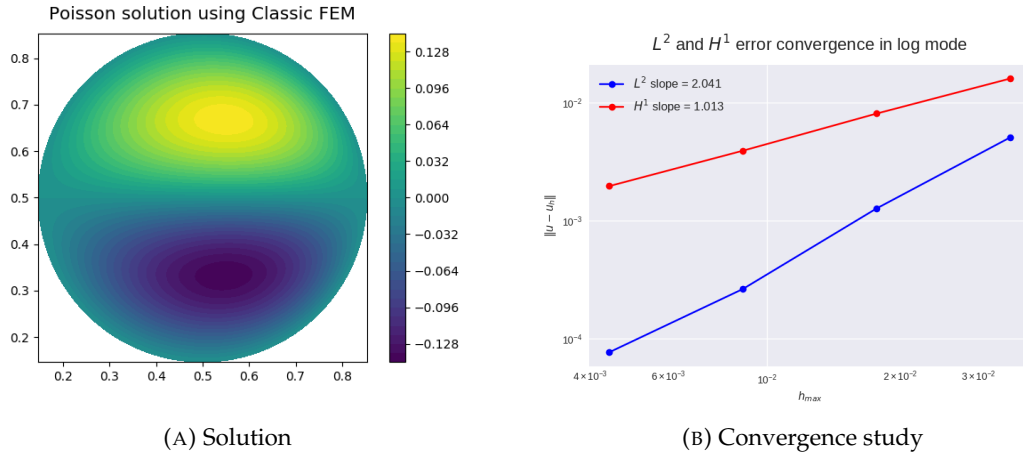 Poisson solution using Classic FEM
0.8
0.7
0.6
0.5
0.4
0.3
0.2
0.2 0.3 0.4 0.5 0.6 0.7 0.8
0.128
0.096
0.064
0.032
0.000
−0.032
−0.064
−0.096
−0.128
(A) Solution
L² and H¹ error convergence in log mode
L² slope = 2.041
H¹ slope = 1.013
‖u − uₕ‖
10⁻²
10⁻³
10⁻⁴
4 × 10⁻³ 6 × 10⁻³ 10⁻² 2 × 10⁻² 3 × 10⁻²
hₘₐₓ
(B) Convergence study